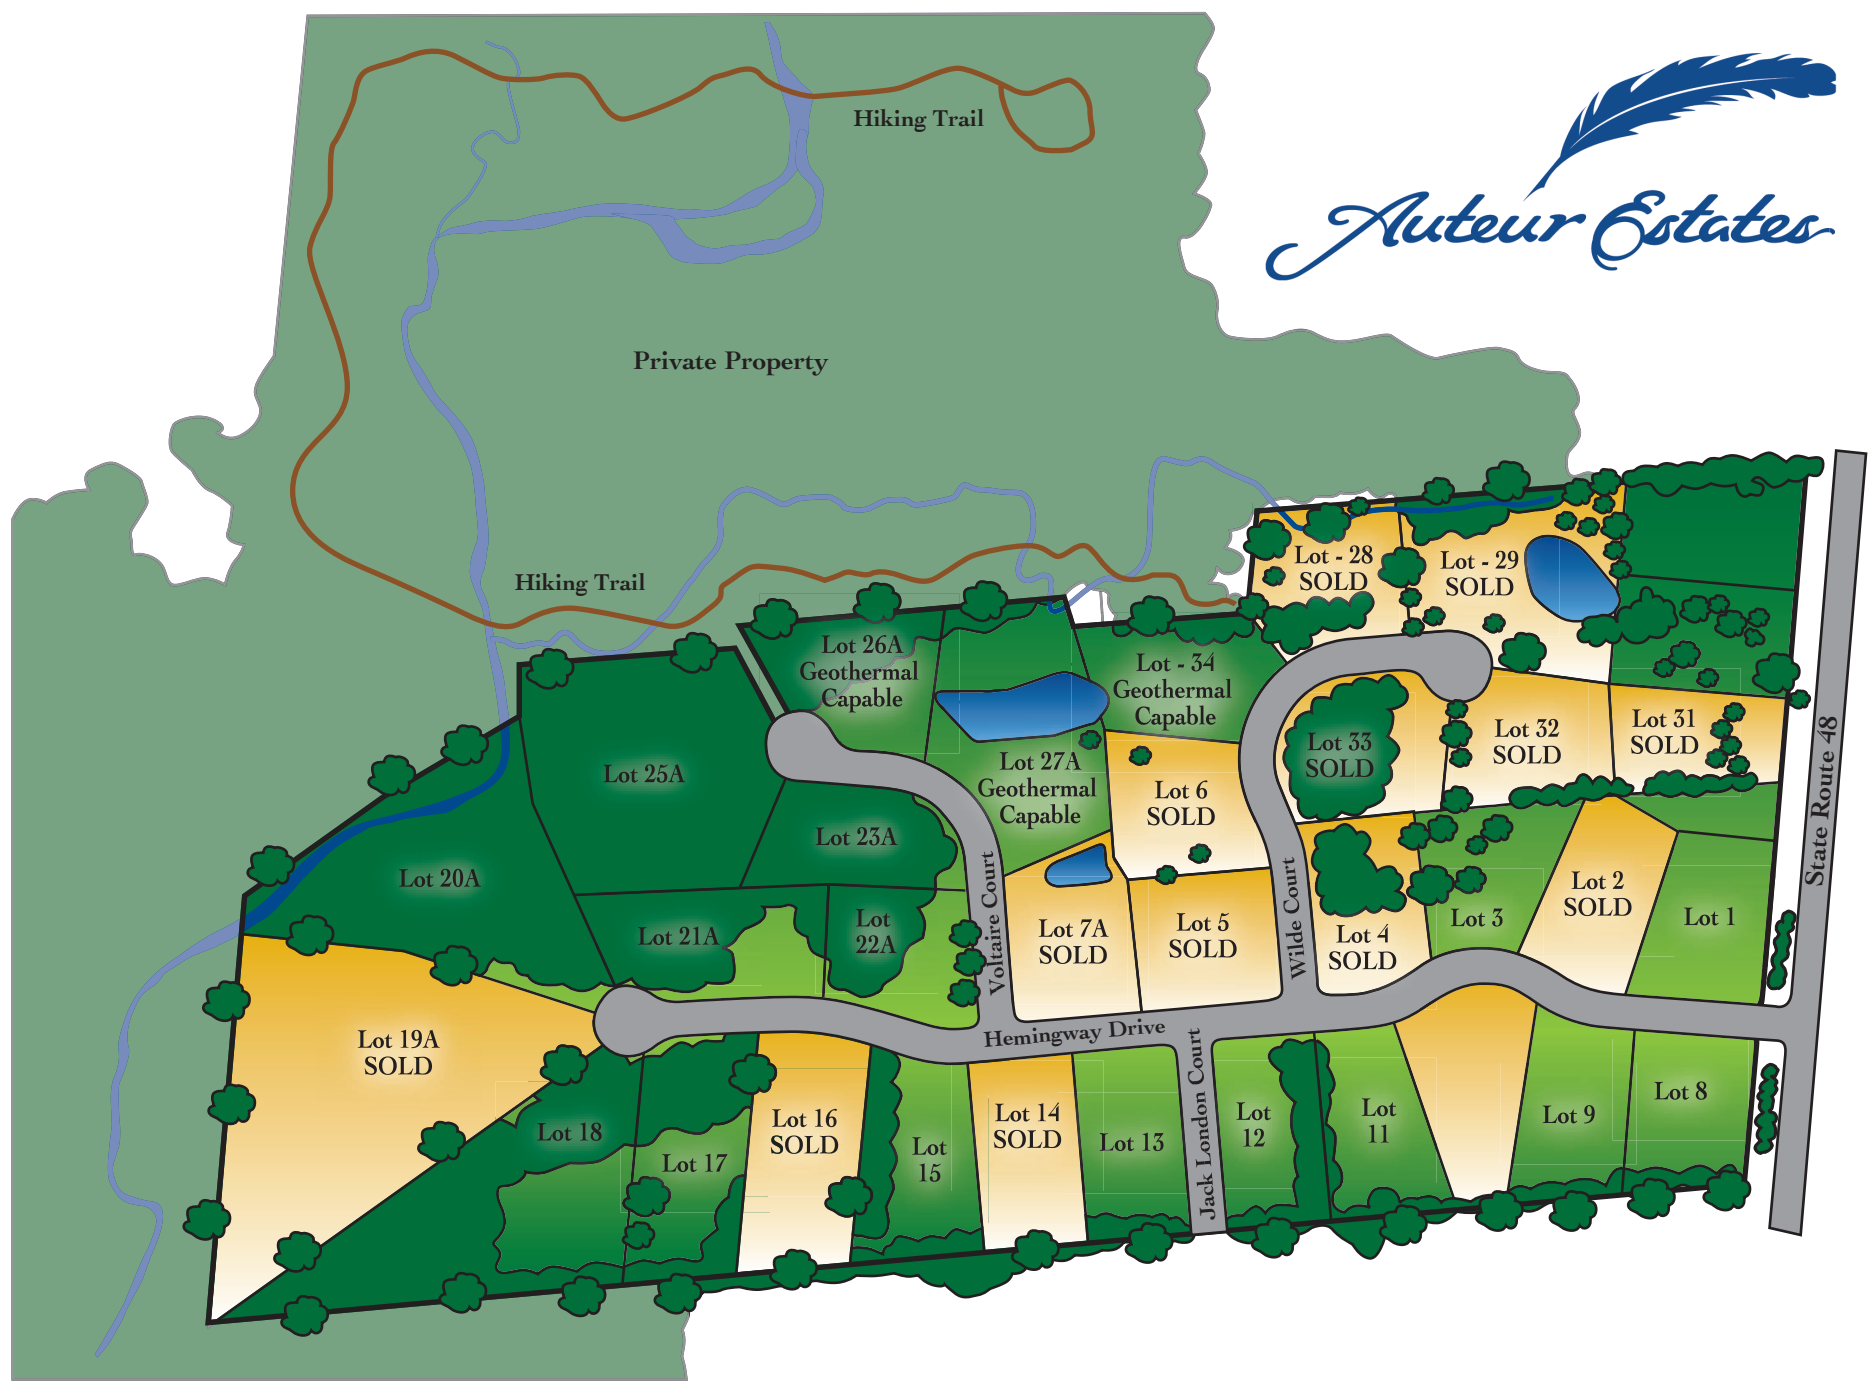 Auteur Estates
Hiking Trail
Private Property
Hiking Trail
Lot - 28
SOLD
Lot - 29
SOLD
Lot 26A
Geothermal
Capable
Lot - 34
Geothermal
Capable
Lot 27A
Geothermal
Capable
Lot 25A
Lot 23A
Lot 6
SOLD
Lot 33
SOLD
Lot 32
SOLD
Lot 31
SOLD
State Route 48
Lot 20A
Lot 21A
Lot
22A
Voltaire Court
Lot 7A
SOLD
Lot 5
SOLD
Wilde Court
Lot 4
SOLD
Lot 3
Lot 2
SOLD
Lot 1
Lot 19A
SOLD
Hemingway Drive
Jack London Court
Lot 18
Lot 17
Lot 16
SOLD
Lot
15
Lot 14
SOLD
Lot 13
Lot
12
Lot
11
Lot 9
Lot 8